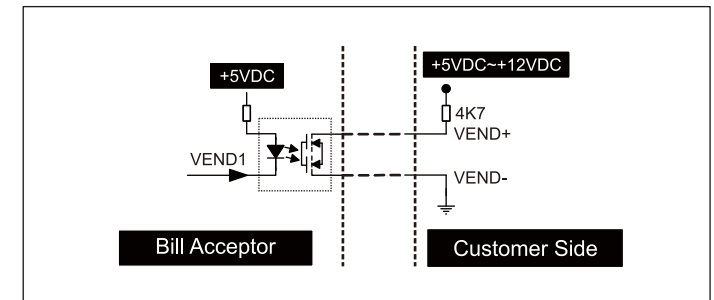 +5VDC
+5VDC~+12VDC
4K7
VEND+
VEND1
VEND-
Bill Acceptor
Customer Side